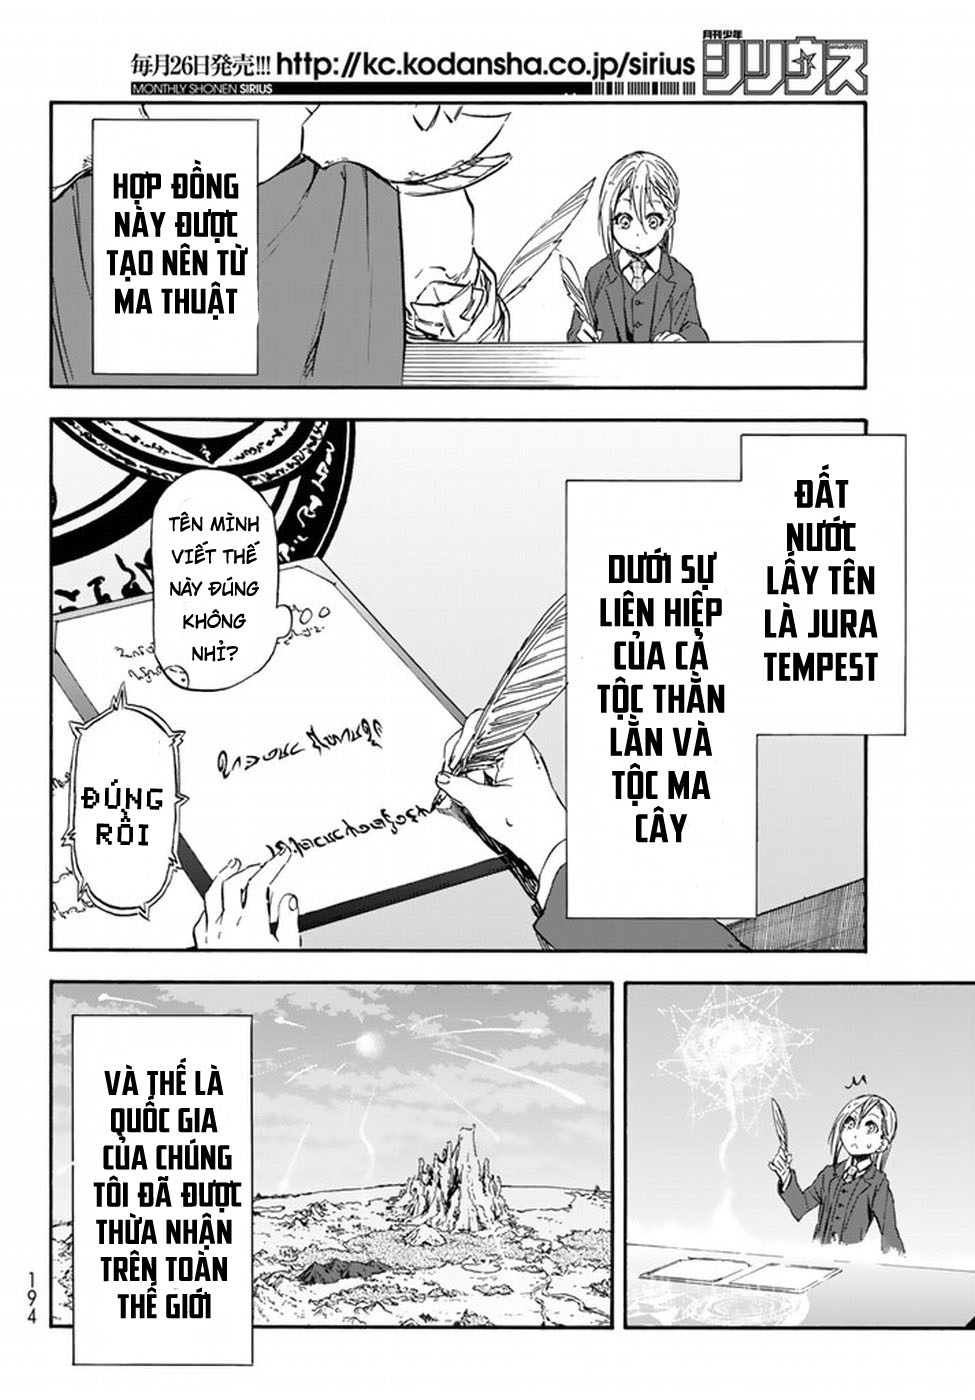 毎月26日発売!!! http://kc.kodansha.co.jp/sirius
MONTHLY SHONEN SIRIUS
月刊少年
シリウス
HỢP ĐỒNG
NÀY ĐƯỢC
TẠO NÊN TỪ
MA THUẬT
ĐẤT
NƯỚC
LẤY TÊN
LÀ JURA
TEMPEST
DƯỚI SỰ
LIÊN HIỆP
CỦA CẢ
TỘC THẰN
LẰN VÀ
TỘC MA
CÂY
TÊN MÌNH
VIẾT THẾ
NÀY ĐÚNG
KHÔNG
NHỈ?
ĐÚNG
RỒI
VÀ THẾ LÀ
QUỐC GIA
CỦA CHÚNG
TÔI ĐÃ ĐƯỢC
THỪA NHẬN
TRÊN TOÀN
THẾ GIỚI
194